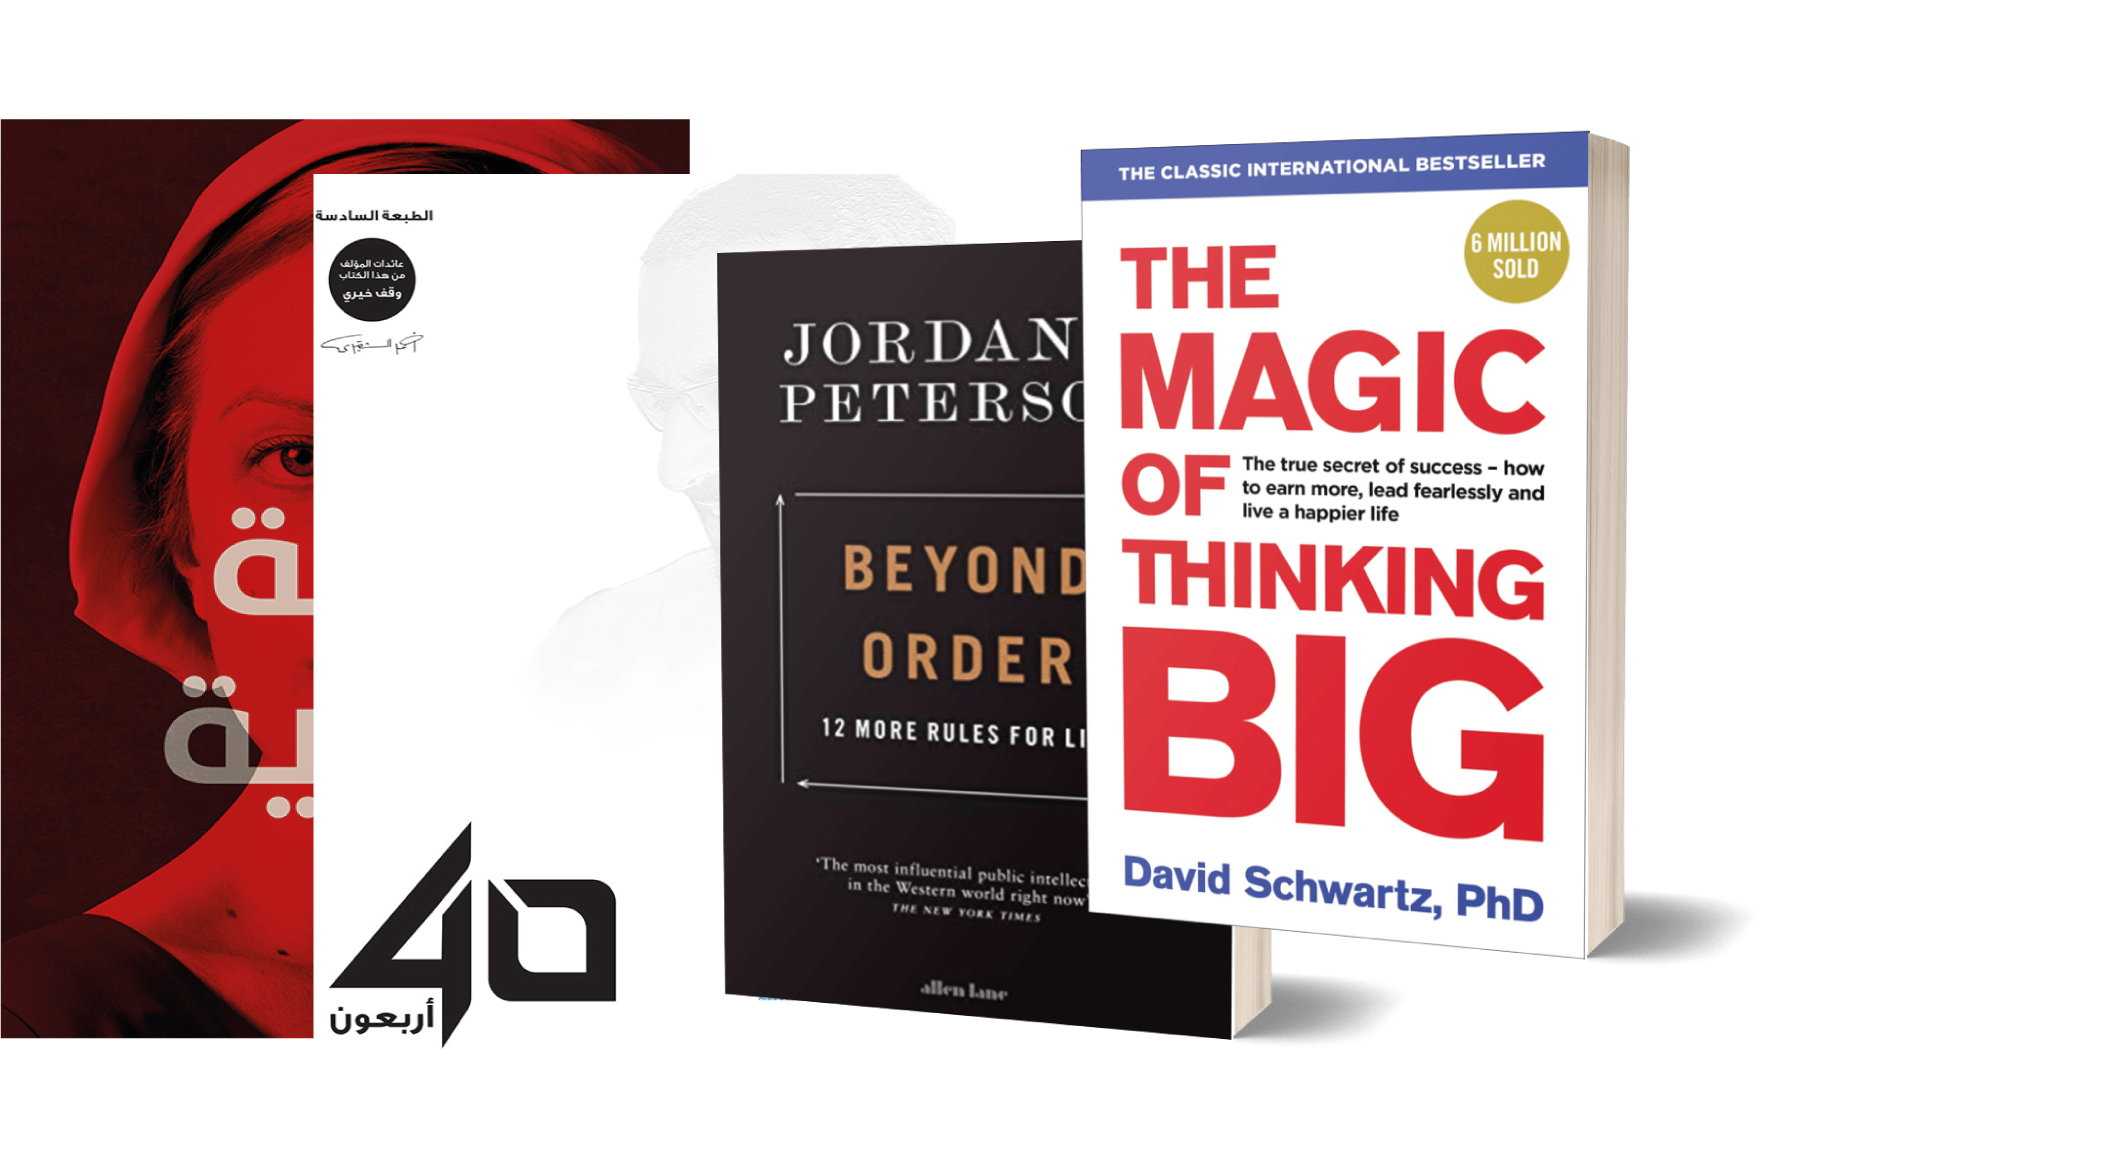 الطبعة السادسة
عائدات المؤلف
من هذا الكتاب
وقف خيري
40
أربعون
JORDAN
PETERSO
BEYOND
ORDER
12 MORE RULES FOR LI
‘The most influential public intellec
in the Western world right now’
THE NEW YORK TIMES
allen lane
THE CLASSIC INTERNATIONAL BESTSELLER
6 MILLION
SOLD
THE
MAGIC
OF
The true secret of success – how
to earn more, lead fearlessly and
live a happier life
THINKING
BIG
David Schwartz, PhD